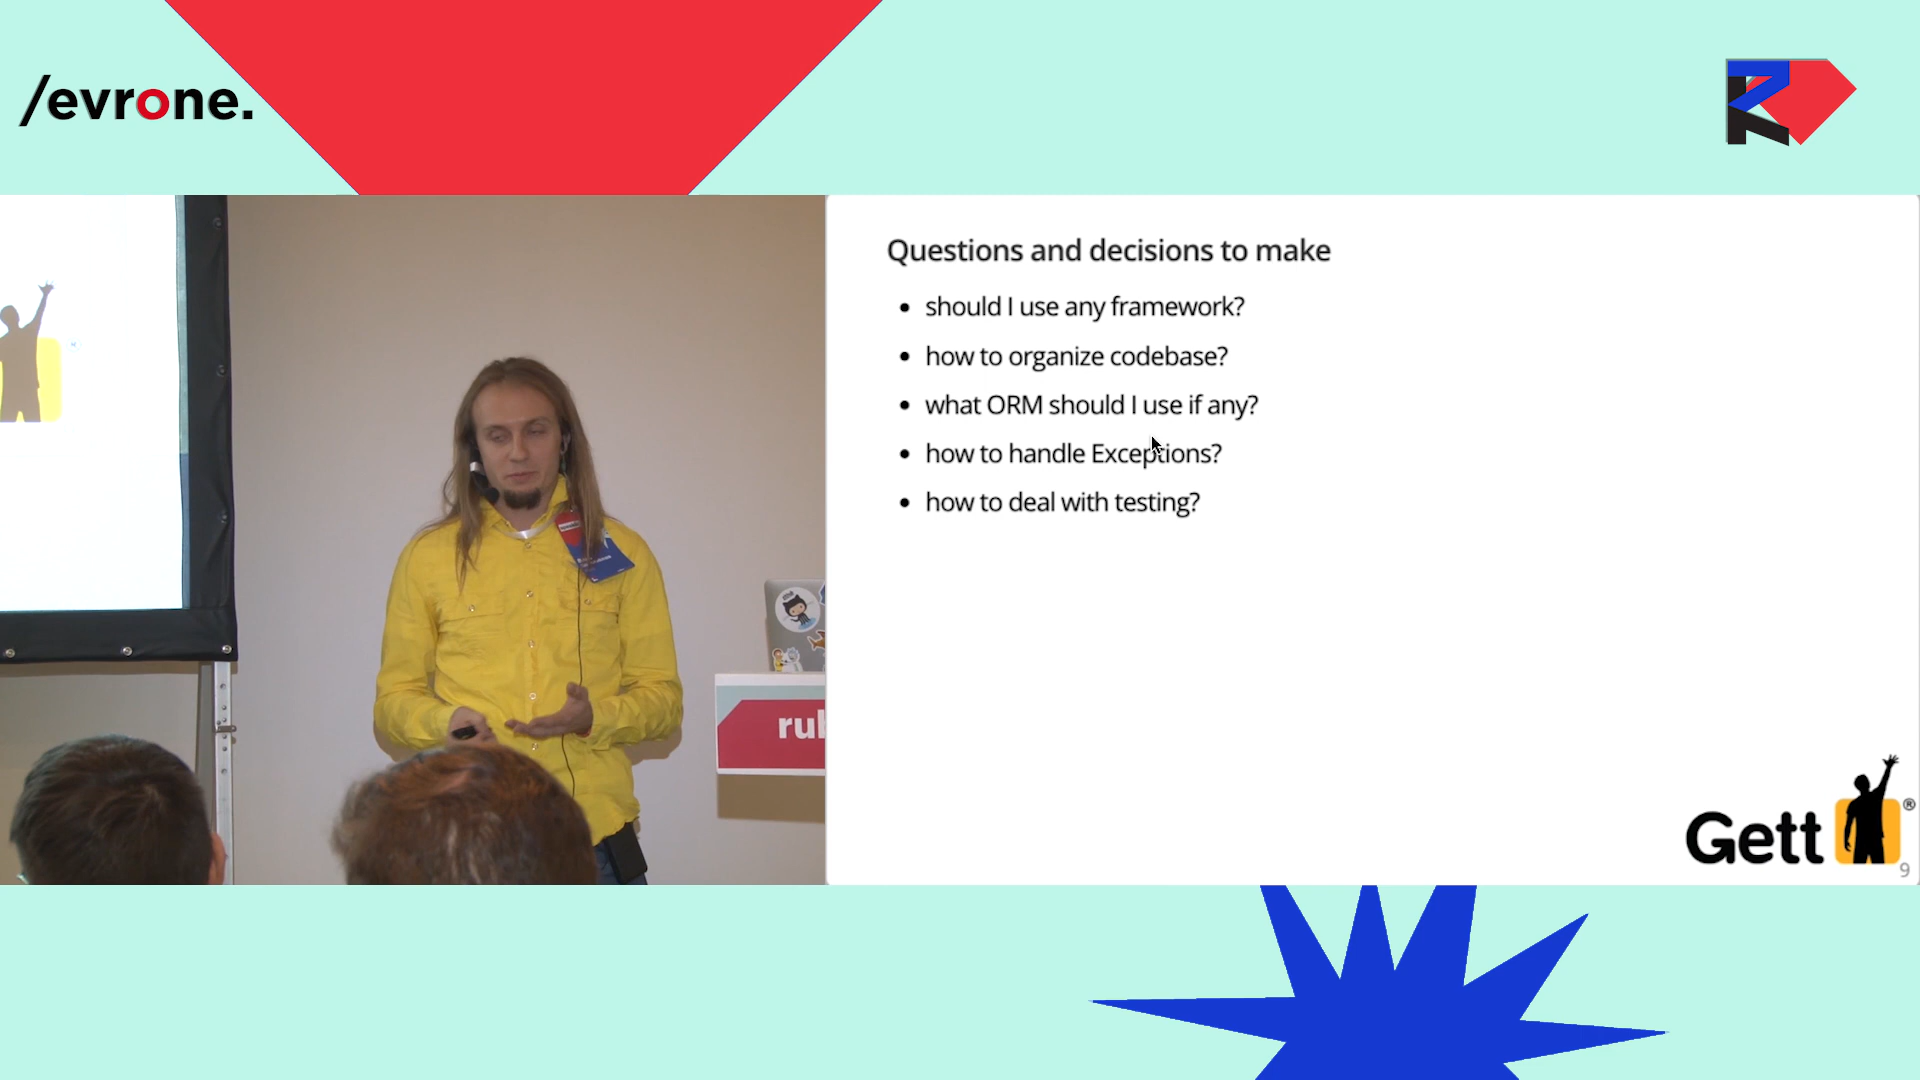 /evrone.
Questions and decisions to make
• should I use any framework?
• how to organize codebase?
• what ORM should I use if any?
• how to handle Exceptions?
• how to deal with testing?
rub
Gett®
9